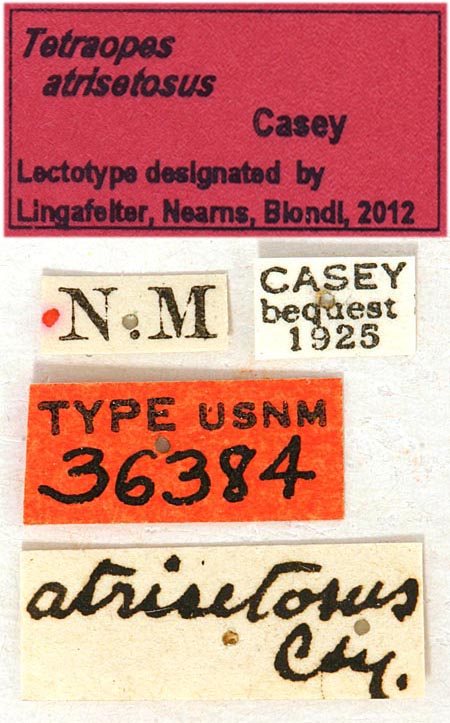 Tetraopes
atrisetosus
Casey
Lectotype designated by
Lingafelter, Nearns, Biondi, 2012
N.M
CASEY
bequest
1925
TYPE USNM
36384
atrisetosus
Csy.